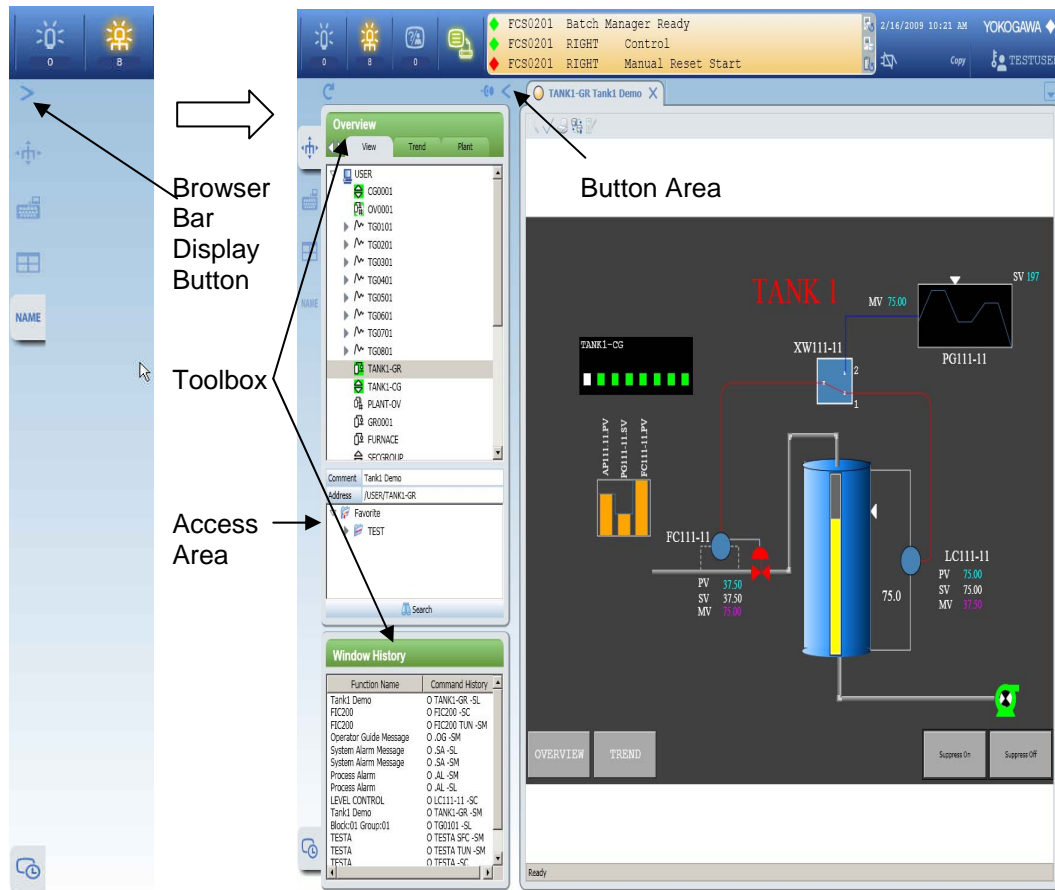 0
8
NAME
Browser
Bar
Display
Button
Toolbox
Access
Area
0
8
0
FCS0201 Batch Manager Ready
FCS0201 RIGHT Control
FCS0201 RIGHT Manual Reset Start
2/16/2009 10:21 AM
YOKOGAWA
Copy
TESTUSER
Overview
View
Trend
Plant
USER
CG0001
OV0001
TG0101
TG0201
TG0301
TG0401
TG0501
TG0601
TG0701
TG0801
TANK1-GR
TANK1-CG
PLANT-OV
GR0001
FURNACE
SFCGROUP
NAME
Comment Tank1 Demo
Address /USER/TANK1-GR
Favorite
TEST
Search
Window History
Function Name Command History
Tank1 Demo O TANK1-GR -SL
FIC200 O FIC200 -SC
FIC200 O FIC200 TUN -SM
Operator Guide Message O .OG -SM
System Alarm Message O .SA -SL
System Alarm Message O .SA -SM
Process Alarm O .AL -SM
Process Alarm O .AL -SL
LEVEL CONTROL O LC111-11 -SC
Tank1 Demo O TANK1-GR -SM
Block:01 Group:01 O TG0101 -SL
TESTA O TESTA SFC -SM
TESTA O TESTA TUN -SM
TESTA O TESTA -SC
TANK1-GR Tank1 Demo
Button Area
TANK 1
SV 197
MV 75.00
PG111-11
XW111-11
2
1
TANK1-CG
AP111.11.PV
PG111-11.SV
FC111-11.PV
FC111-11
PV 37.50
SV 37.50
MV 75.00
75.0
LC111-11
PV 75.00
SV 75.00
MV 37.50
OVERVIEW
TREND
Suppress On
Suppress Off
Ready